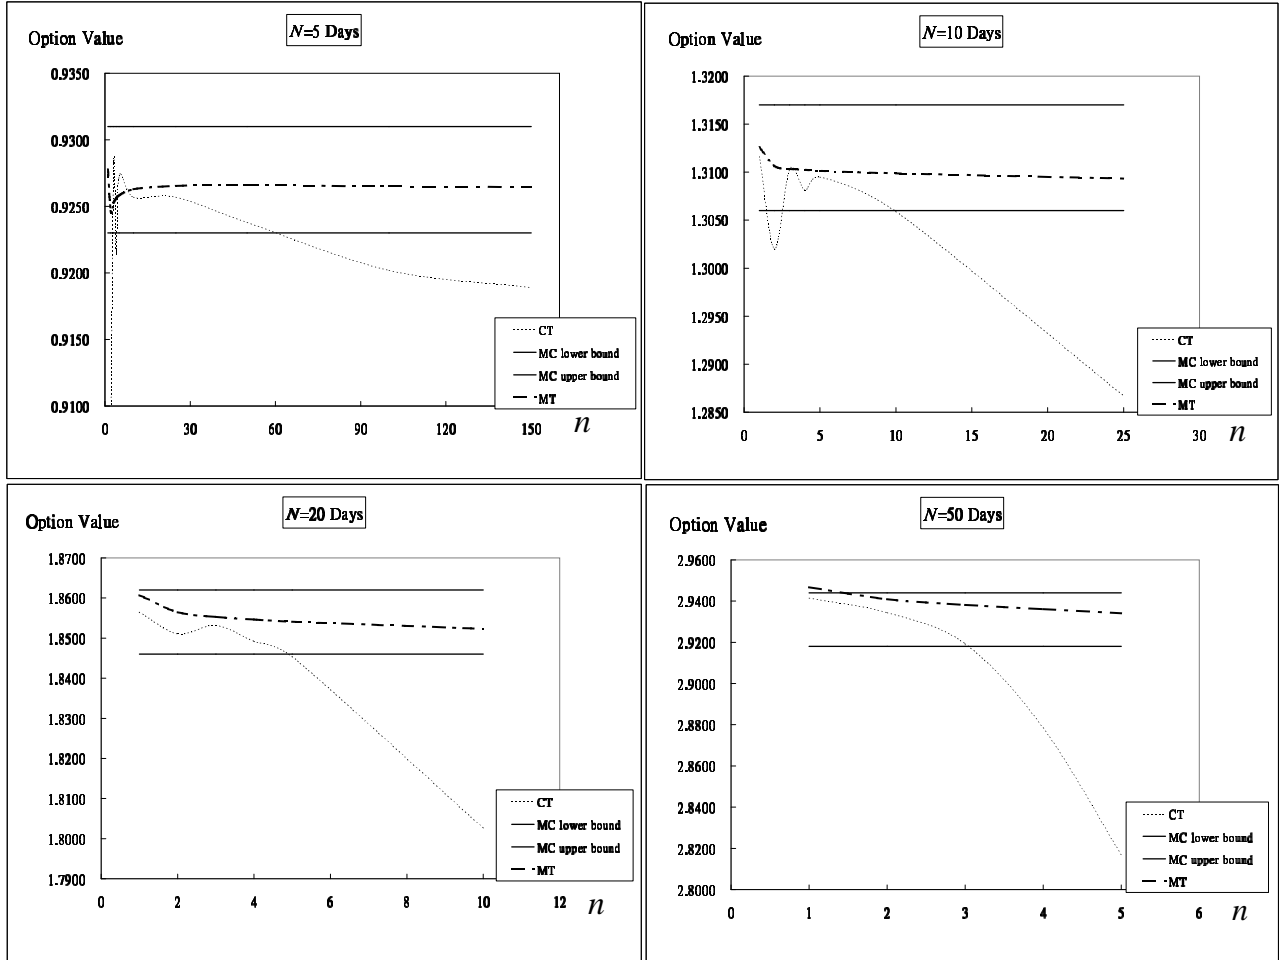 N=5 Days
Option Value
0.9350
0.9300
0.9250
0.9200
0.9150
0.9100
0 30 60 90 120 150 n
CT
MC lower bound
MC upper bound
MT
N=10 Days
Option Value
1.3200
1.3150
1.3100
1.3050
1.3000
1.2950
1.2900
1.2850
0 5 10 15 20 25 30 n
CT
MC lower bound
MC upper bound
MT
N=20 Days
Option Value
1.8700
1.8600
1.8500
1.8400
1.8300
1.8200
1.8100
1.8000
1.7900
0 2 4 6 8 10 12 n
CT
MC lower bound
MC upper bound
MT
N=50 Days
Option Value
2.9600
2.9400
2.9200
2.9000
2.8800
2.8600
2.8400
2.8200
2.8000
0 1 2 3 4 5 6 n
CT
MC lower bound
MC upper bound
MT